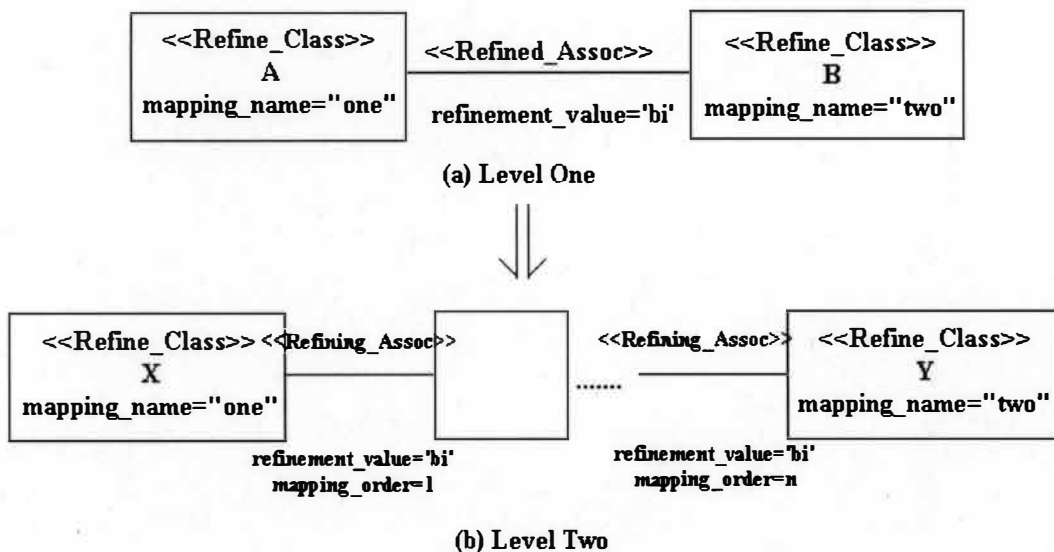 <<Refine_Class>>
A
mapping_name="one"
<<Refined_Assoc>>
refinement_value='bi'
<<Refine_Class>>
B
mapping_name="two"
(a) Level One
<<Refine_Class>>
X
mapping_name="one"
<<Refining_Assoc>>
refinement_value='bi'
mapping_order=1
.......
<<Refining_Assoc>>
refinement_value='bi'
mapping_order=n
<<Refine_Class>>
Y
mapping_name="two"
(b) Level Two